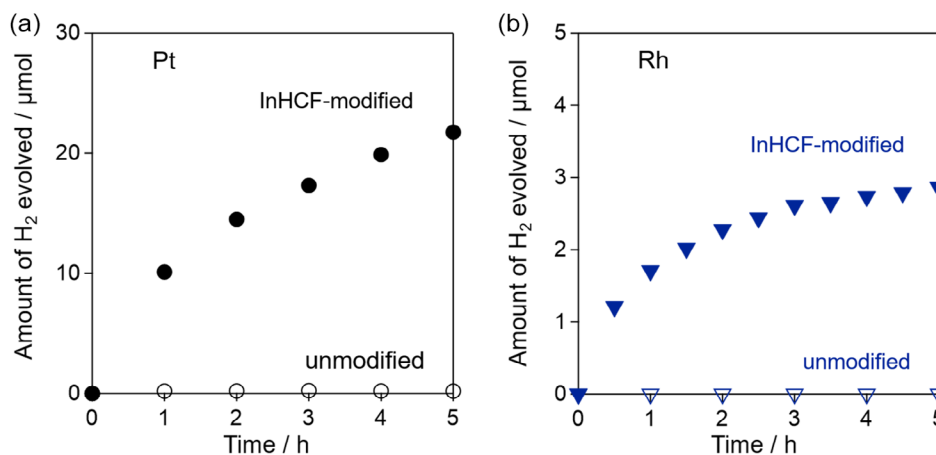 (a)
Amount of H₂ evolved / μmol
30
20
10
0
Pt
InHCF-modified
unmodified
0 1 2 3 4 5
Time / h
(b)
Amount of H₂ evolved / μmol
5
4
3
2
1
0
Rh
InHCF-modified
unmodified
0 1 2 3 4 5
Time / h